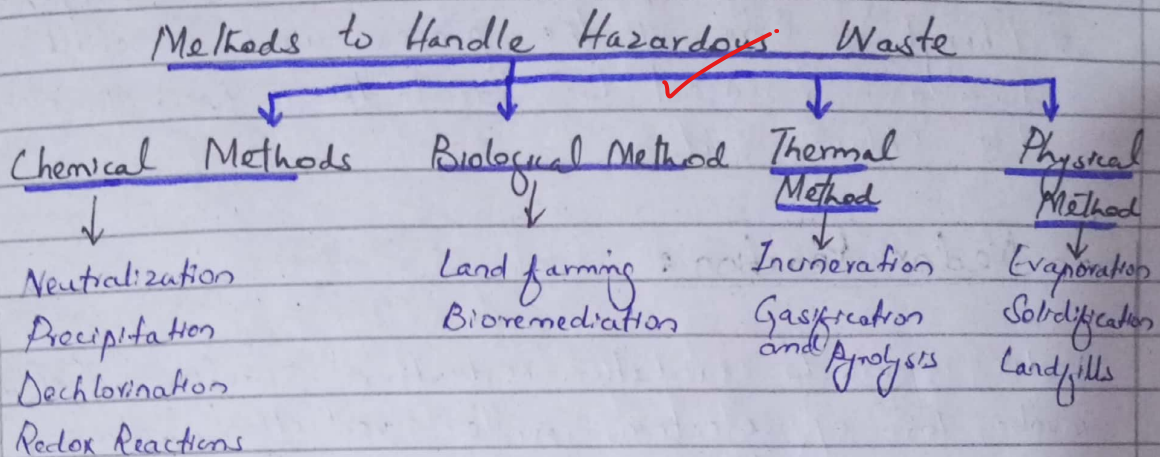 Methods to Handle Hazardous Waste
Chemical Methods
Neutralization
Precipitation
Dechlorination
Redox Reactions
Biological Method
Land farming
Bioremediation
Thermal
Method
Incineration
Gasification
and Pyrolysis
Physical
Method
Evaporation
Solidification
Landfills